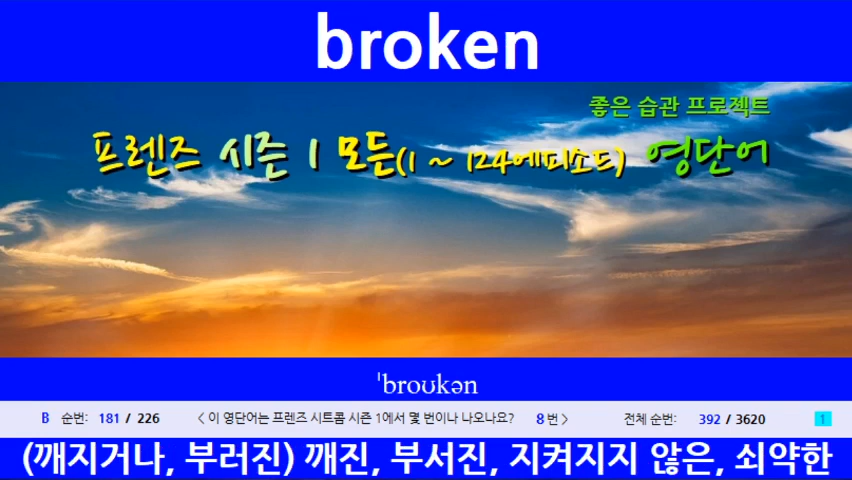 broken
좋은 습관 프로젝트
프렌즈 시즌 1 모든(1 ~ 124에피소드) 영단어
ˈbroʊkən
B 순번: 181 / 226 < 이 영단어는 프렌즈 시트콤 시즌 1에서 몇 번이나 나오나요? 8 번 > 전체 순번: 392 / 3620 1
(깨지거나, 부러진) 깨진, 부서진, 지켜지지 않은, 쇠약한